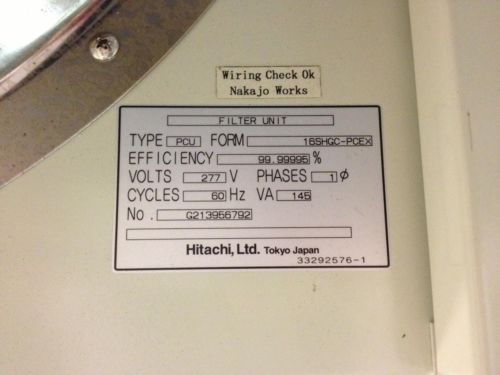 Wiring Check Ok
Nakajo Works
FILTER UNIT
TYPE PCU FORM 16SHGC-PCEX
EFFICIENCY 99.99995 %
VOLTS 277 V PHASES 1 Φ
CYCLES 60 Hz VA 145
No. G213956792
Hitachi, Ltd. Tokyo Japan
33292576-1